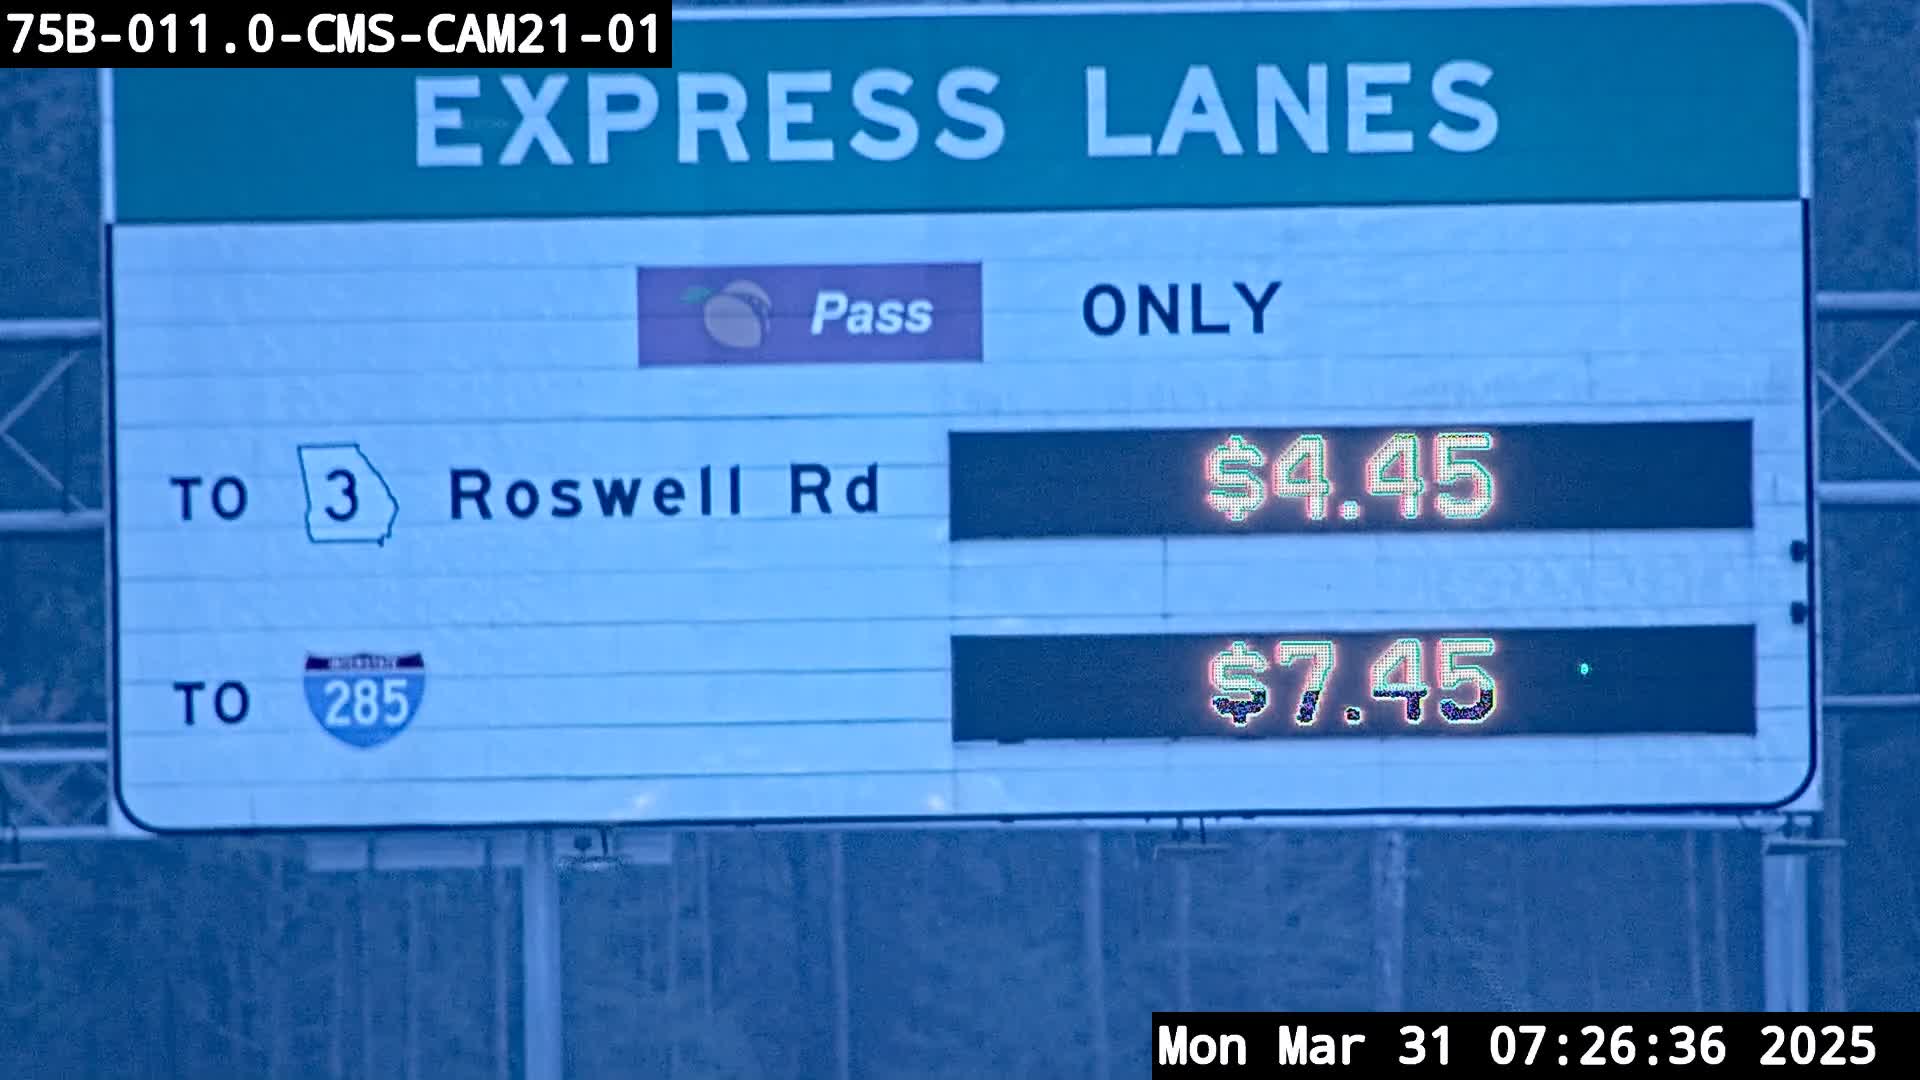 75B-011.0-CMS-CAM21-01
EXPRESS LANES
Pass ONLY
TO 3 Roswell Rd $4.45
TO INTERSTATE 285 $7.45
Mon Mar 31 07:26:36 2025